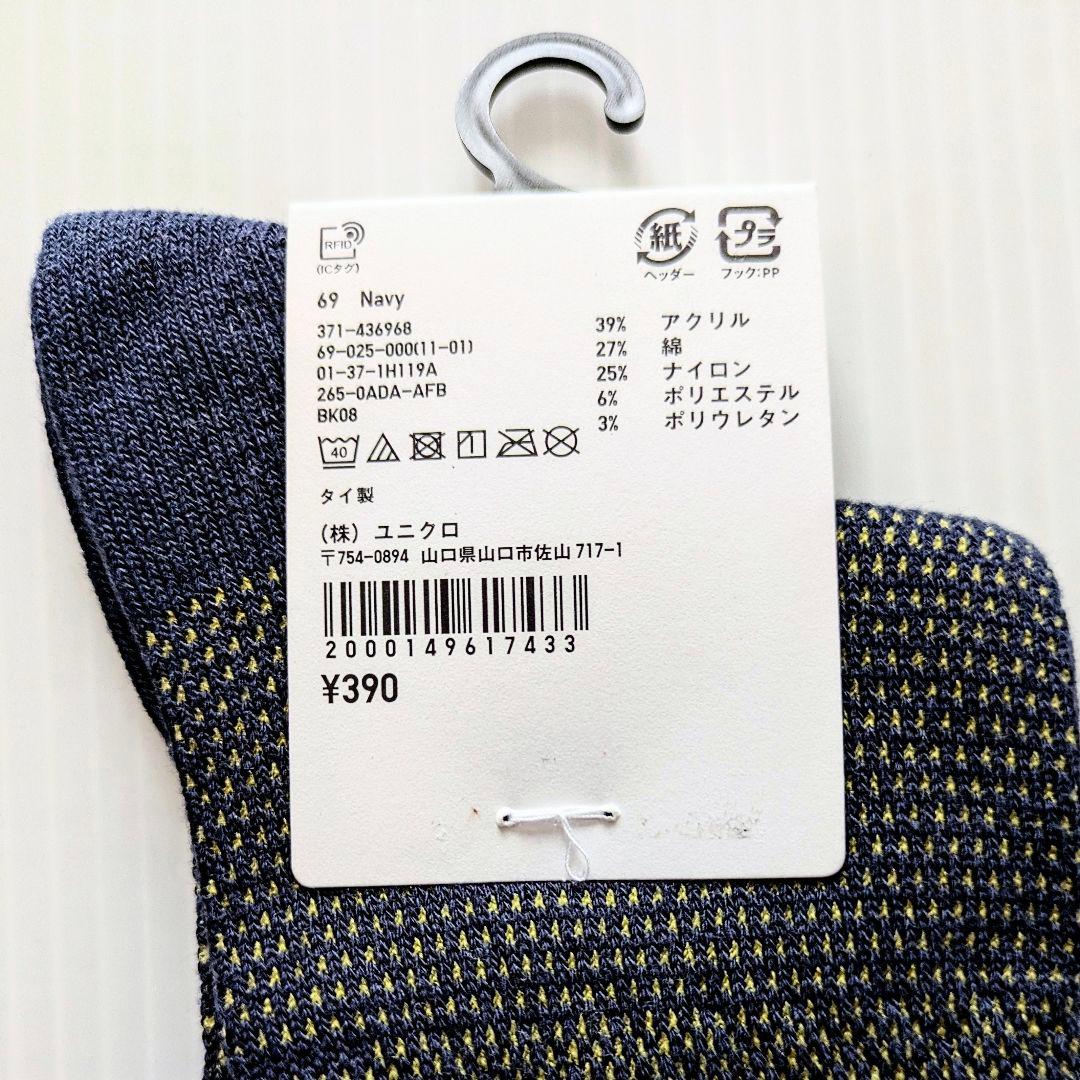 RFID
(ICタグ)
紙
ヘッダー
プラ
フック:PP
69 Navy
371-436968
69-025-000(11-01)
01-37-1H119A
265-0ADA-AFB
BK08
39% アクリル
27% 綿
25% ナイロン
6% ポリエステル
3% ポリウレタン
40
1
タイ製
(株) ユニクロ
〒754-0894 山口県山口市佐山 717-1
2000149617433
¥390